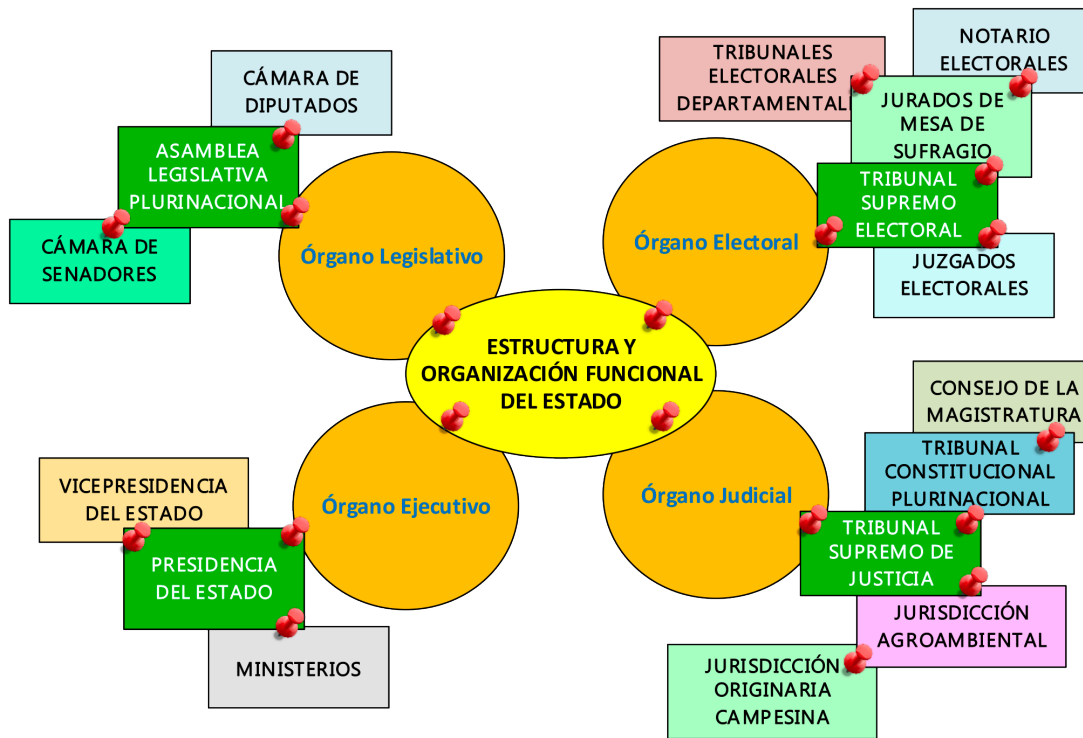 CÁMARA DE
DIPUTADOS
ASAMBLEA
LEGISLATIVA
PLURINACIONAL
CÁMARA DE
SENADORES
Órgano Legislativo
TRIBUNALES
ELECTORALES
DEPARTAMENTALE
NOTARIO
ELECTORALES
JURADOS DE
MESA DE
SUFRAGIO
TRIBUNAL
SUPREMO
ELECTORAL
JUZGADOS
ELECTORALES
Órgano Electoral
ESTRUCTURA Y
ORGANIZACIÓN FUNCIONAL
DEL ESTADO
VICEPRESIDENCIA
DEL ESTADO
PRESIDENCIA
DEL ESTADO
MINISTERIOS
Órgano Ejecutivo
Órgano Judicial
CONSEJO DE LA
MAGISTRATURA
TRIBUNAL
CONSTITUCIONAL
PLURINACIONAL
TRIBUNAL
SUPREMO DE
JUSTICIA
JURISDICCIÓN
AGROAMBIENTAL
JURISDICCIÓN
ORIGINARIA
CAMPESINA